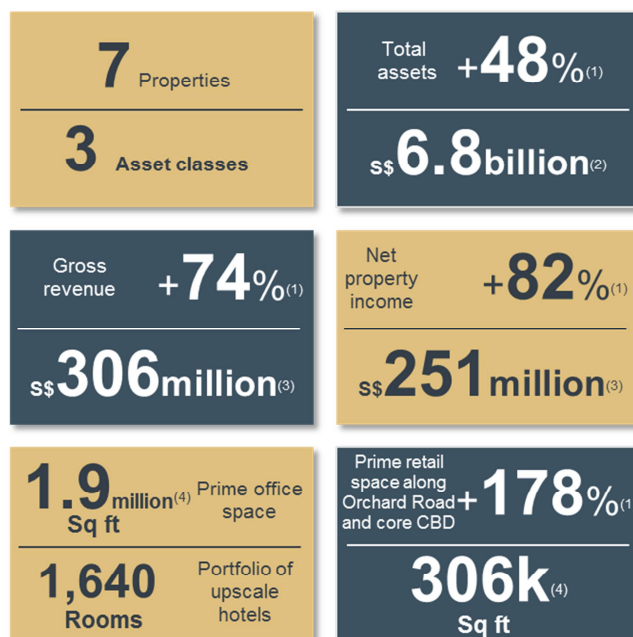 7 Properties
3 Asset classes
Total
assets +48%(1)
S$6.8billion(2)
Gross
revenue +74%(1)
S$306million(3)
Net
property
income +82%(1)
S$251million(3)
1.9million(4)
Sq ft
Prime office
space
1,640
Rooms
Portfolio of
upscale
hotels
Prime retail
space along
Orchard Road
and core CBD
+178%(1
306k(4)
Sq ft